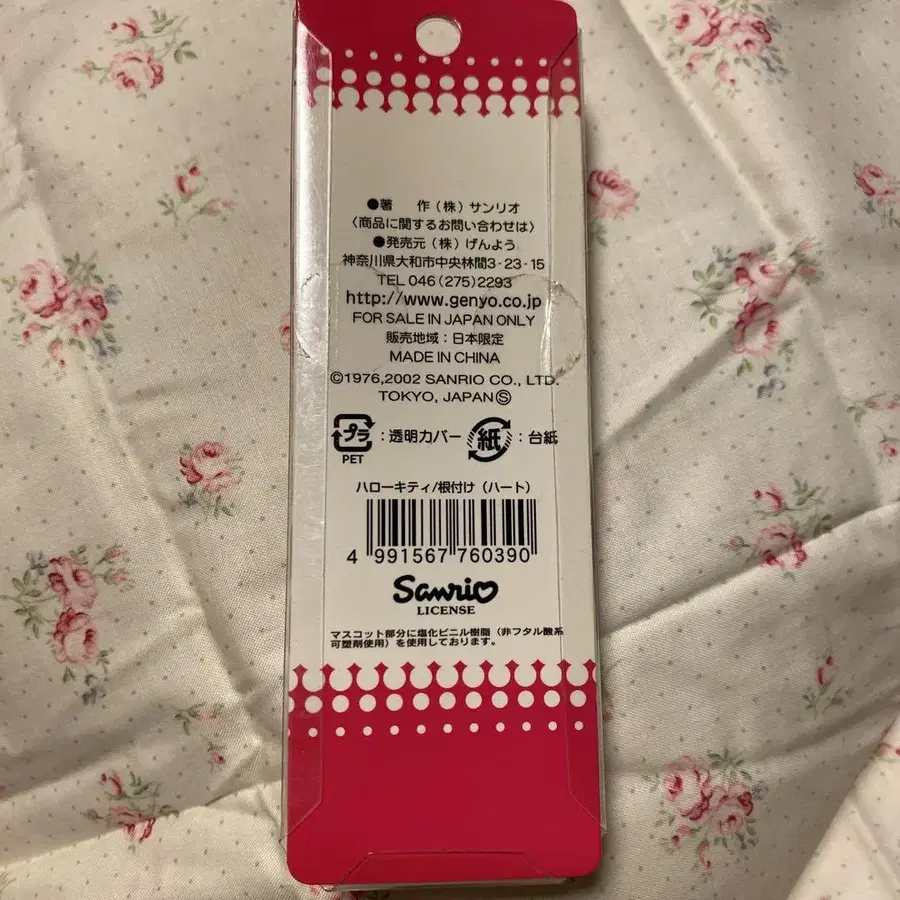 ●著　作（株）サンリオ
〈商品に関するお問い合わせは〉
●発売元（株）げんよう
神奈川県大和市中央林間3-23-15
TEL 046(275)2293
http://www.genyo.co.jp
FOR SALE IN JAPAN ONLY
販売地域：日本限定
MADE IN CHINA
©1976,2002 SANRIO CO., LTD.
TOKYO, JAPAN Ⓢ
プラ：透明カバー 紙：台紙
PET
ハローキティ/根付け（ハート）
4 991567 760390
Sanrio
LICENSE
マスコット部分に塩化ビニル樹脂（非フタル酸系
可塑剤使用）を使用しております。